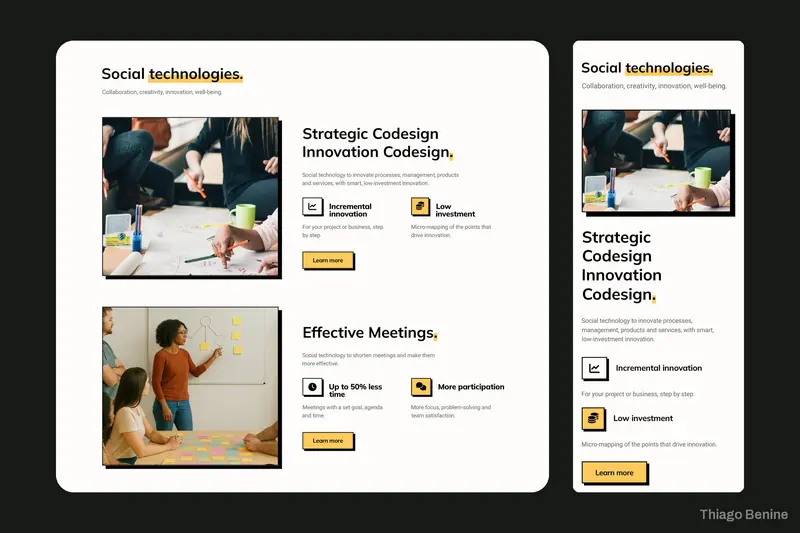 Social technologies.
Collaboration, creativity, innovation, well-being.
Strategic Codesign
Innovation Codesign.
Social technology to innovate processes, management, products
and services, with smart, low-investment innovation.
Incremental
innovation
For your project or business, step
by step.
Low
investment
Micro-mapping of the points that
drive innovation.
Learn more
Effective Meetings.
Social technology to shorten meetings and make them
more effective.
Up to 50% less
time
Meetings with a set goal, agenda
and time.
More participation
More focus, problem-solving and
team satisfaction.
Learn more
Social technologies.
Collaboration, creativity, innovation, well-being.
Strategic
Codesign
Innovation
Codesign.
Social technology to innovate processes,
management, products and services, with smart,
low-investment innovation.
Incremental innovation
For your project or business, step by step.
Low investment
Micro-mapping of the points that drive innovation.
Learn more
Thiago Benine